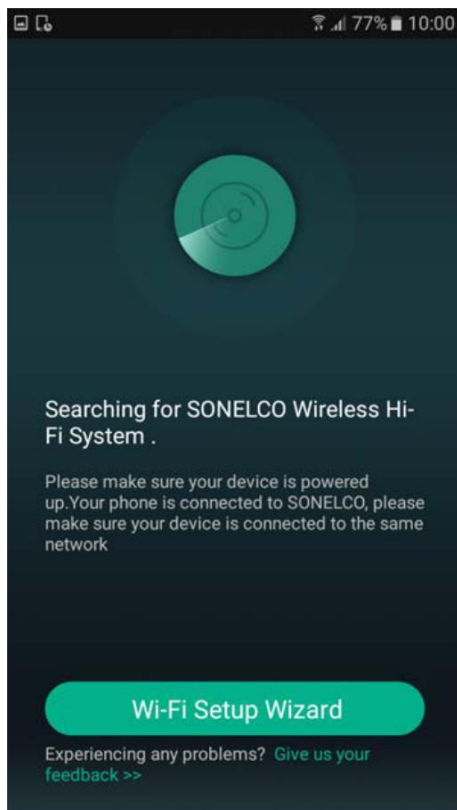 77% 10:00
Searching for SONELCO Wireless Hi-
Fi System .
Please make sure your device is powered
up.Your phone is connected to SONELCO, please
make sure your device is connected to the same
network
Wi-Fi Setup Wizard
Experiencing any problems? Give us your
feedback >>